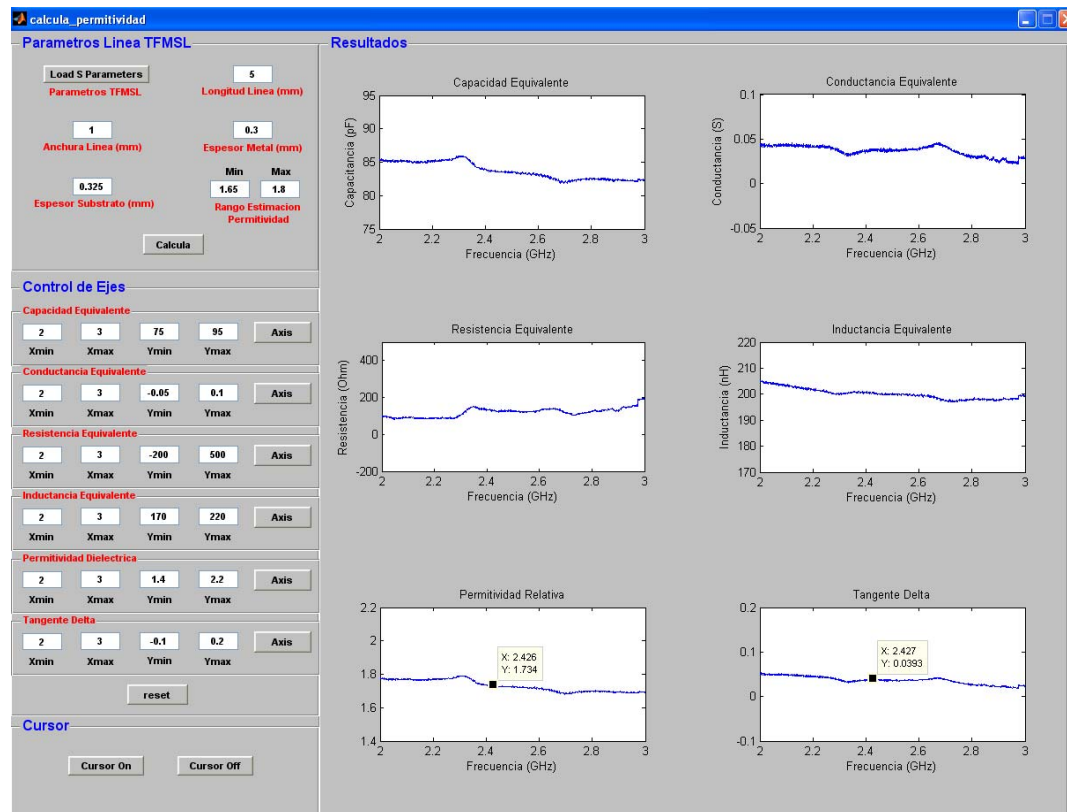 calcula_permitividad
Parametros Linea TFMSL
Load S Parameters
Parametros TFMSL
5
Longitud Linea (mm)
1
Anchura Linea (mm)
0.3
Espesor Metal (mm)
0.325
Espesor Substrato (mm)
Min Max
1.65 1.8
Rango Estimacion
Permitividad
Calcula
Control de Ejes
Capacidad Equivalente
2 3 75 95 Axis
Xmin Xmax Ymin Ymax
Conductancia Equivalente
2 3 -0.05 0.1 Axis
Xmin Xmax Ymin Ymax
Resistencia Equivalente
2 3 -200 500 Axis
Xmin Xmax Ymin Ymax
Inductancia Equivalente
2 3 170 220 Axis
Xmin Xmax Ymin Ymax
Permitividad Dielectrica
2 3 1.4 2.2 Axis
Xmin Xmax Ymin Ymax
Tangente Delta
2 3 -0.1 0.2 Axis
Xmin Xmax Ymin Ymax
reset
Cursor
Cursor On Cursor Off
Resultados
Capacidad Equivalente
Capacitancia (pF)
95
90
85
80
75
2 2.2 2.4 2.6 2.8 3
Frecuencia (GHz)
Conductancia Equivalente
Conductancia (S)
0.1
0.05
0
-0.05
2 2.2 2.4 2.6 2.8 3
Frecuencia (GHz)
Resistencia Equivalente
Resistencia (Ohm)
400
200
0
-200
2 2.2 2.4 2.6 2.8 3
Frecuencia (GHz)
Inductancia Equivalente
Inductancia (nH)
220
210
200
190
180
170
2 2.2 2.4 2.6 2.8 3
Frecuencia (GHz)
Permitividad Relativa
2.2
2
1.8
1.6
1.4
X: 2.426
Y: 1.734
2 2.2 2.4 2.6 2.8 3
Frecuencia (GHz)
Tangente Delta
0.2
0.1
0
-0.1
X: 2.427
Y: 0.0393
2 2.2 2.4 2.6 2.8 3
Frecuencia (GHz)